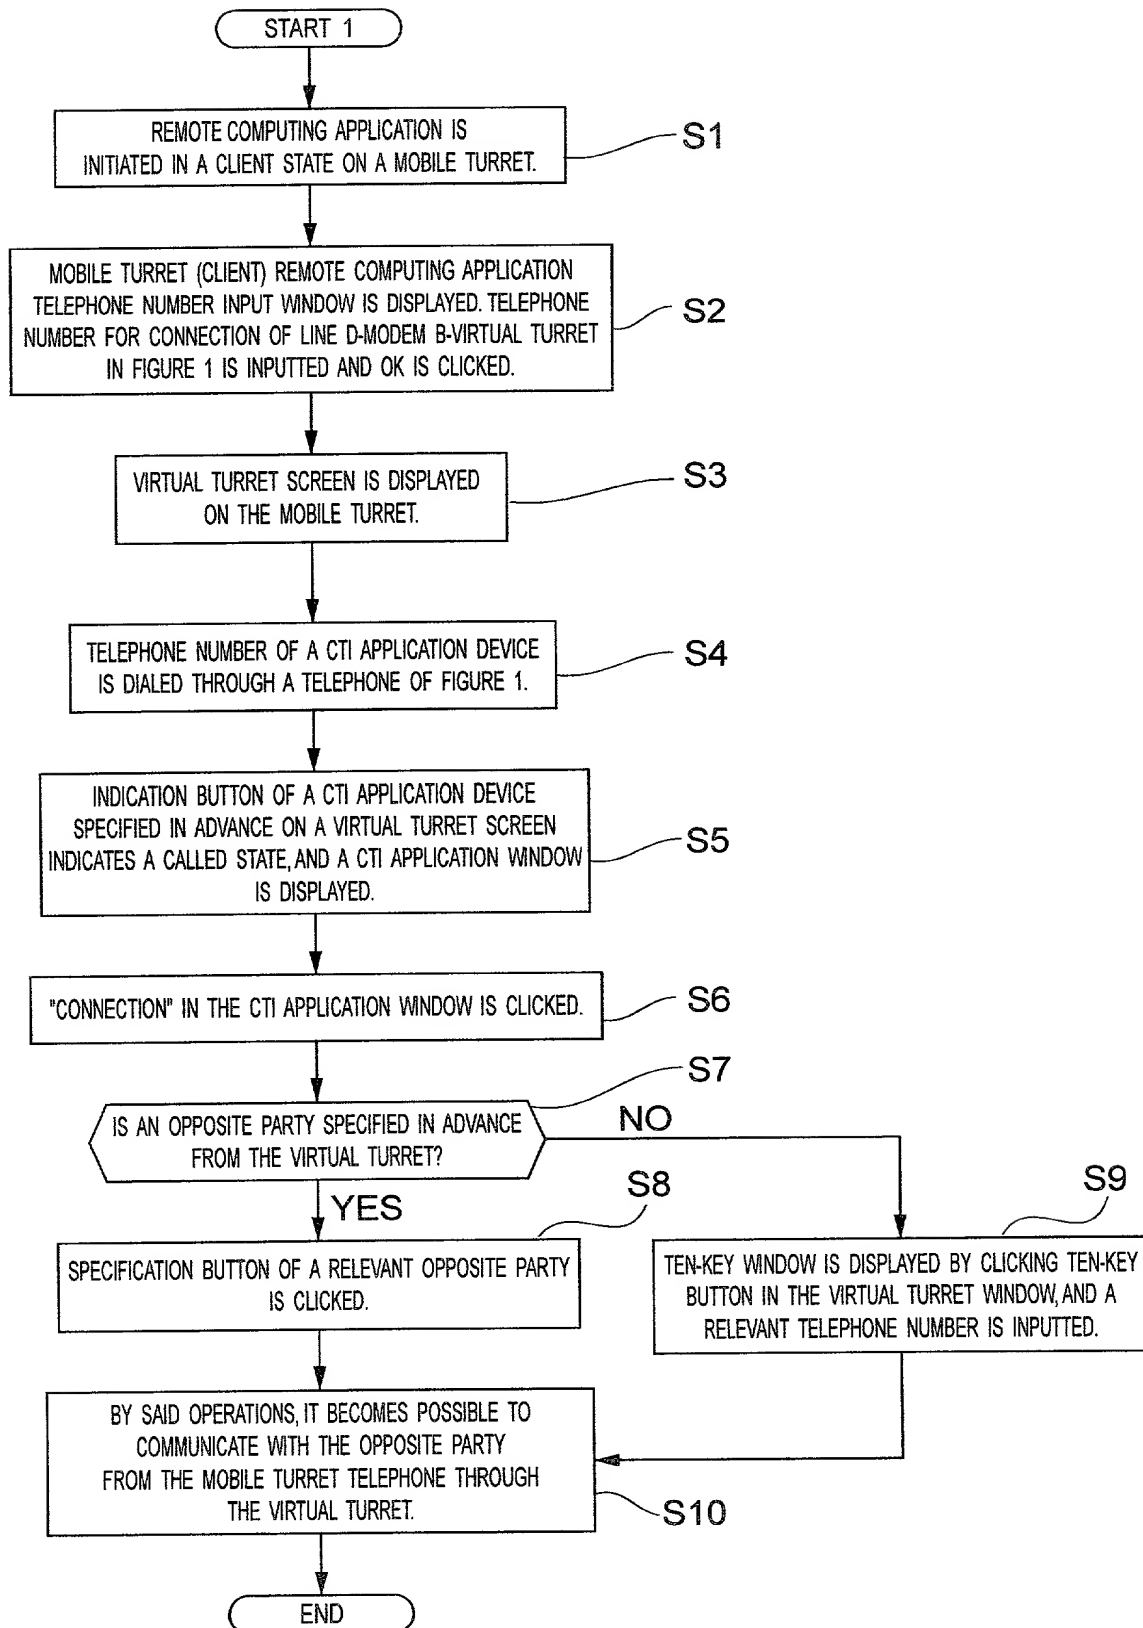 START 1
REMOTE COMPUTING APPLICATION IS
INITIATED IN A CLIENT STATE ON A MOBILE TURRET.
S1
MOBILE TURRET (CLIENT) REMOTE COMPUTING APPLICATION
TELEPHONE NUMBER INPUT WINDOW IS DISPLAYED. TELEPHONE
NUMBER FOR CONNECTION OF LINE D-MODEM B-VIRTUAL TURRET
IN FIGURE 1 IS INPUTTED AND OK IS CLICKED.
S2
VIRTUAL TURRET SCREEN IS DISPLAYED
ON THE MOBILE TURRET.
S3
TELEPHONE NUMBER OF A CTI APPLICATION DEVICE
IS DIALED THROUGH A TELEPHONE OF FIGURE 1.
S4
INDICATION BUTTON OF A CTI APPLICATION DEVICE
SPECIFIED IN ADVANCE ON A VIRTUAL TURRET SCREEN
INDICATES A CALLED STATE, AND A CTI APPLICATION WINDOW
IS DISPLAYED.
S5
"CONNECTION" IN THE CTI APPLICATION WINDOW IS CLICKED.
S6
S7
IS AN OPPOSITE PARTY SPECIFIED IN ADVANCE
FROM THE VIRTUAL TURRET?
NO
YES
S8
SPECIFICATION BUTTON OF A RELEVANT OPPOSITE PARTY
IS CLICKED.
S9
TEN-KEY WINDOW IS DISPLAYED BY CLICKING TEN-KEY
BUTTON IN THE VIRTUAL TURRET WINDOW, AND A
RELEVANT TELEPHONE NUMBER IS INPUTTED.
BY SAID OPERATIONS, IT BECOMES POSSIBLE TO
COMMUNICATE WITH THE OPPOSITE PARTY
FROM THE MOBILE TURRET TELEPHONE THROUGH
THE VIRTUAL TURRET.
S10
END